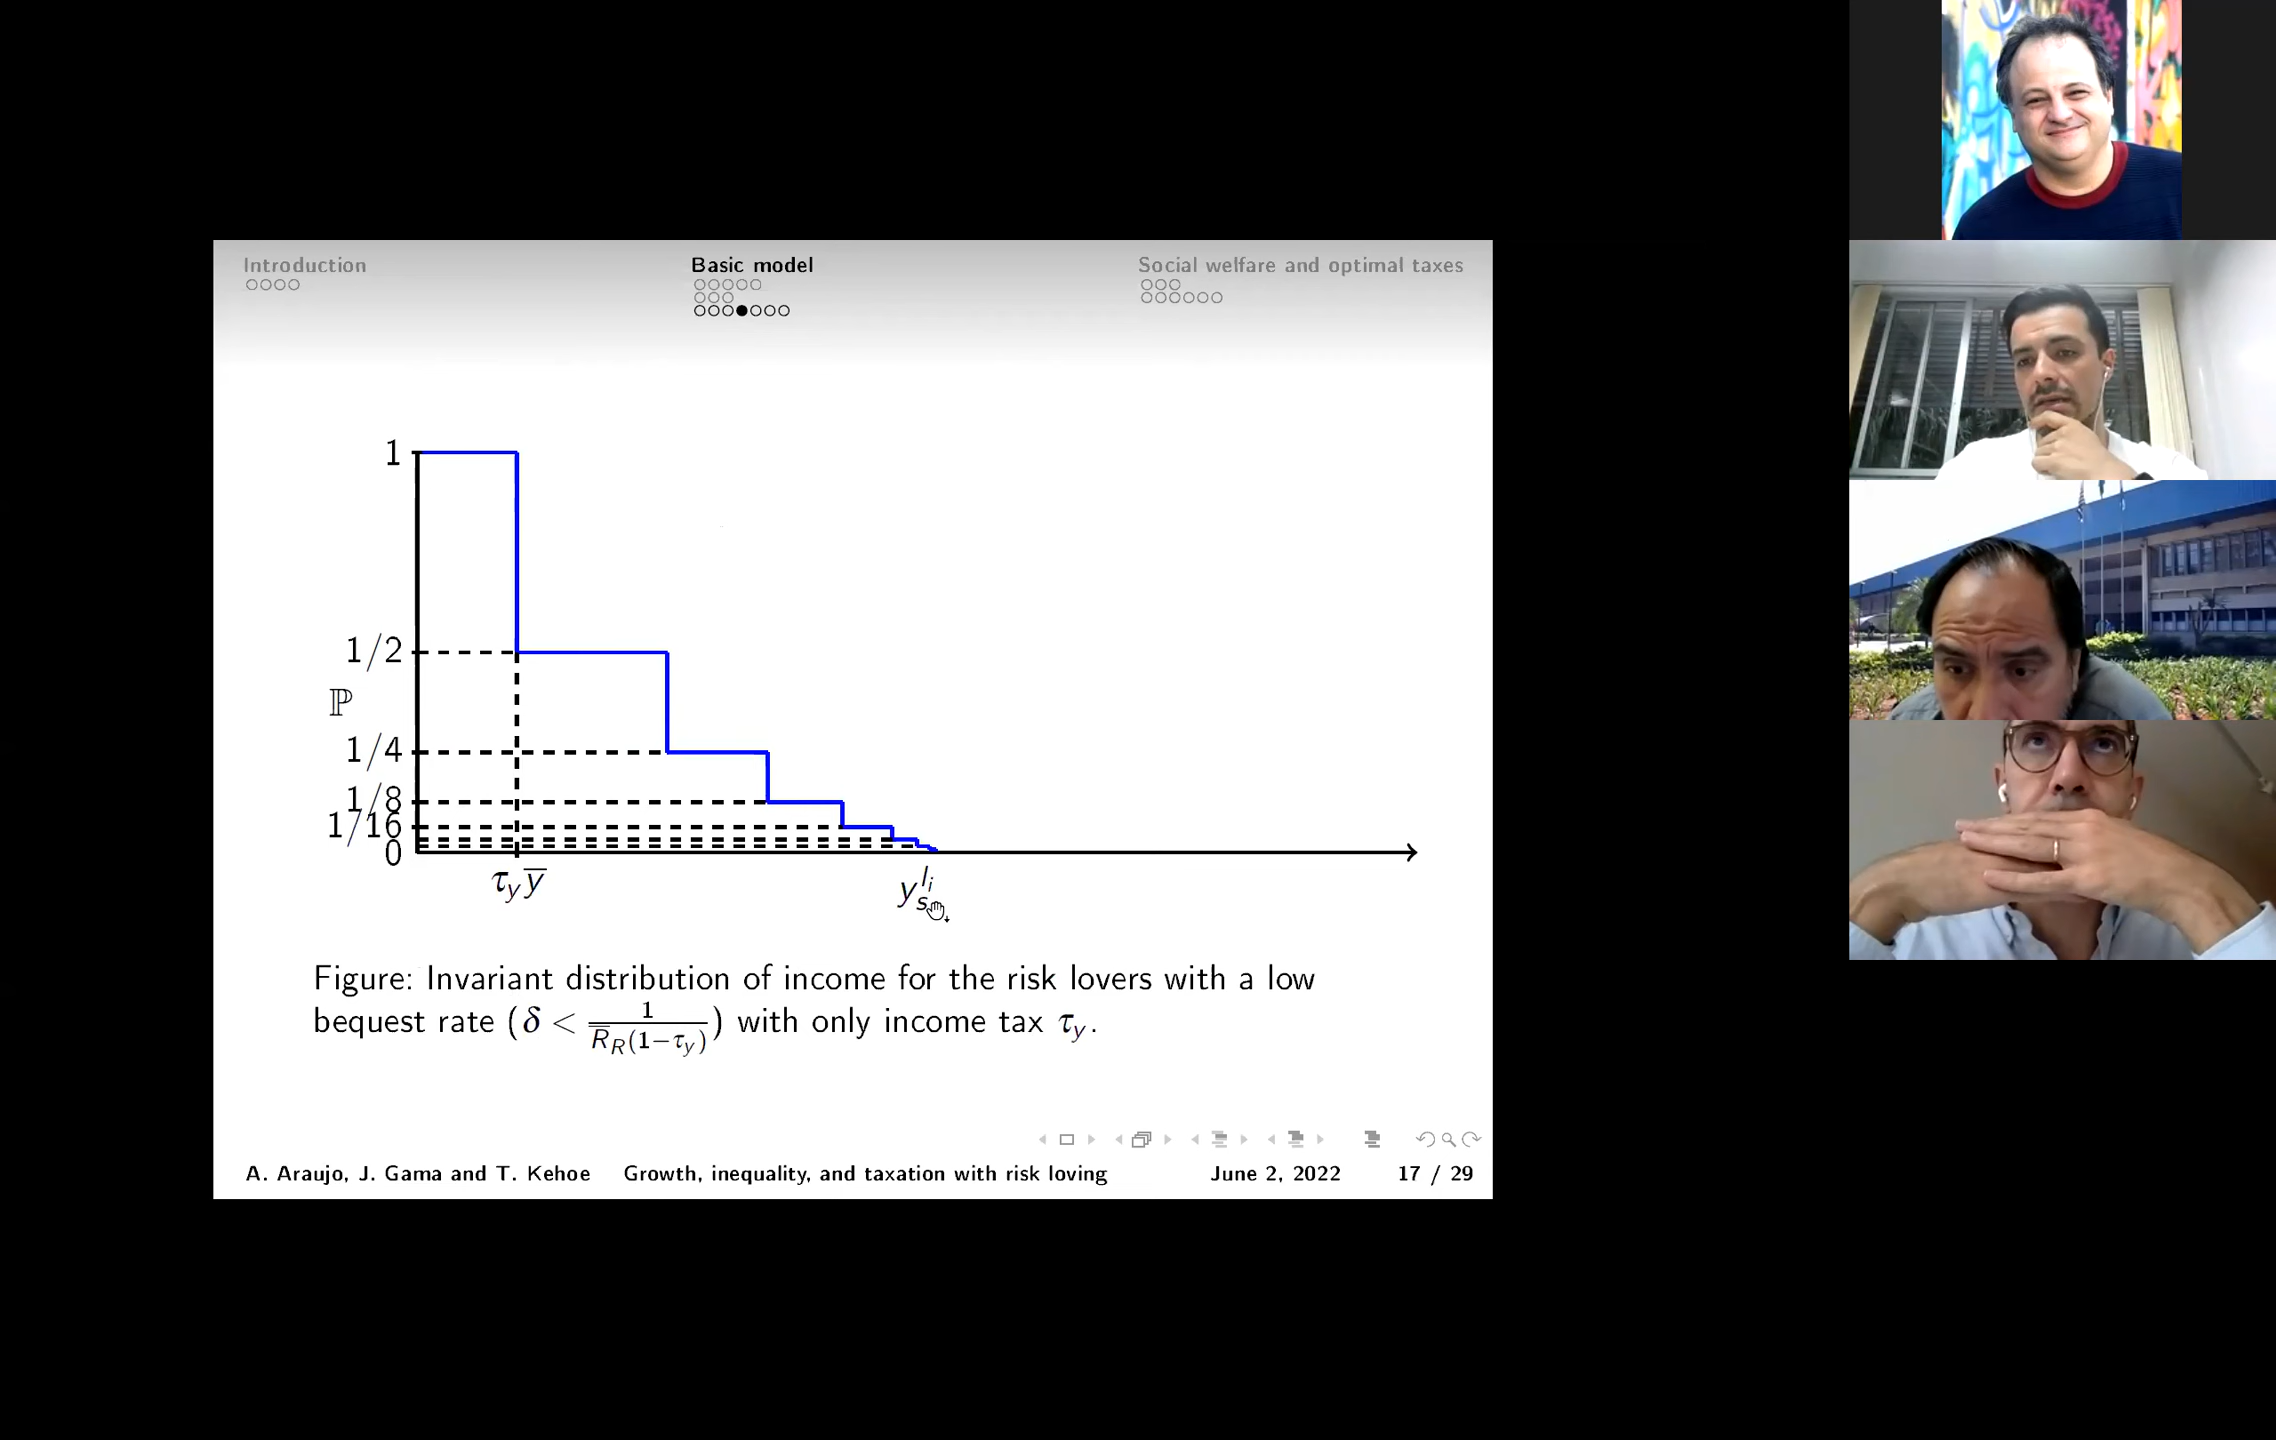 Introduction
Basic model
Social welfare and optimal taxes
1
1/2
ℙ
1/4
1/8
1/16
0
τ_y ȳ
y_s^{l_i}
Figure: Invariant distribution of income for the risk lovers with a low
bequest rate (δ < 1/(R̅_R(1−τ_y))) with only income tax τ_y.
A. Araujo, J. Gama and T. Kehoe Growth, inequality, and taxation with risk loving June 2, 2022 17 / 29